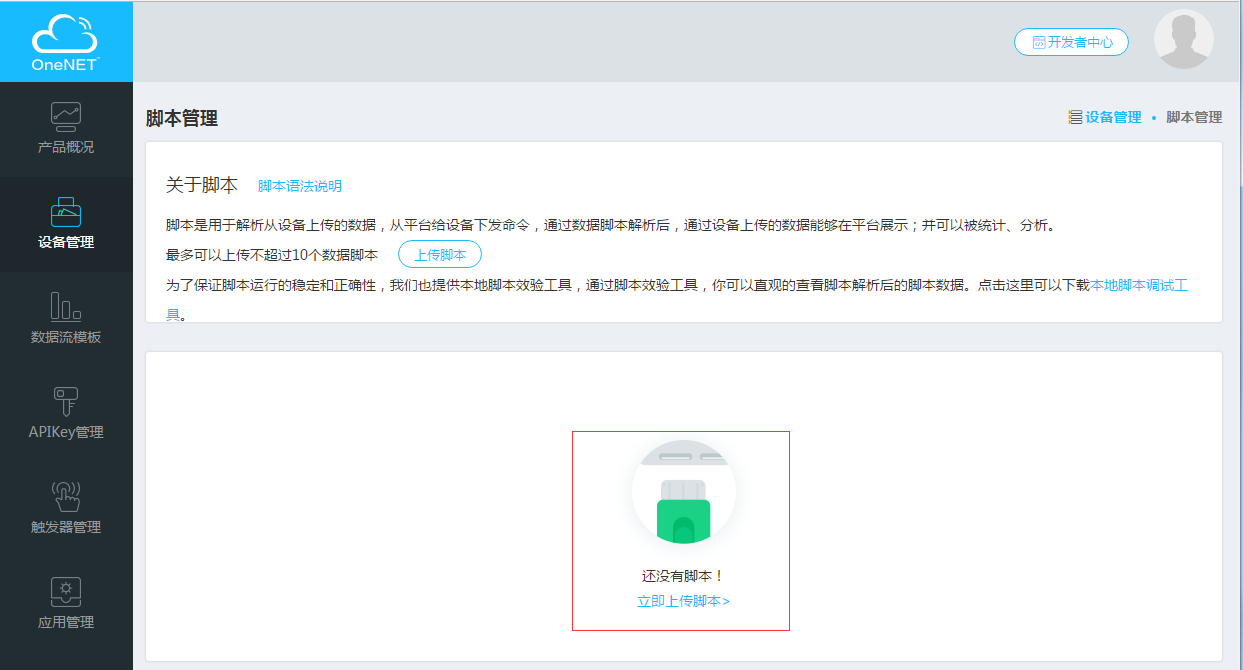 OneNET
开发者中心
产品概况
设备管理
数据流模板
APIKey管理
触发器管理
应用管理
脚本管理
设备管理 • 脚本管理
关于脚本 脚本语法说明
脚本是用于解析从设备上传的数据，从平台给设备下发命令，通过数据脚本解析后，通过设备上传的数据能够在平台展示；并可以被统计、分析。
最多可以上传不超过10个数据脚本 上传脚本
为了保证脚本运行的稳定和正确性，我们也提供本地脚本效验工具，通过脚本效验工具，你可以直观的查看脚本解析后的脚本数据。点击这里可以下载本地脚本调试工
具。
还没有脚本！
立即上传脚本>